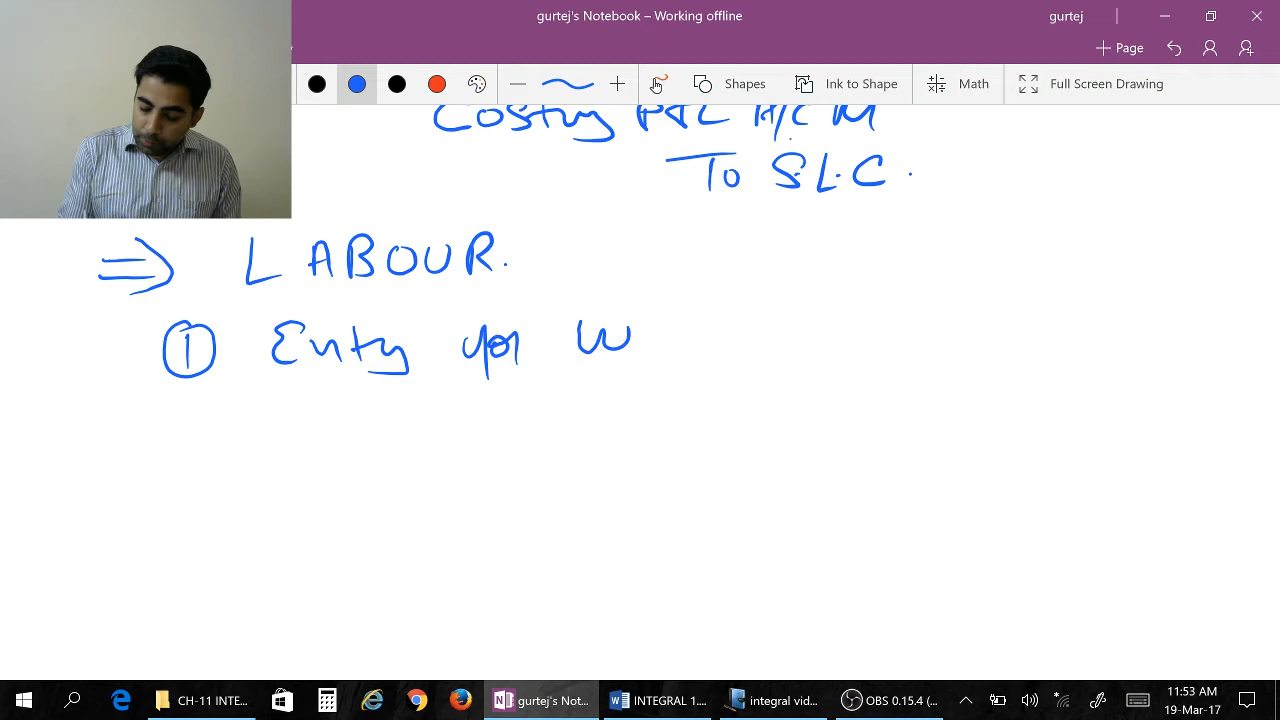 gurtej's Notebook – Working offline
gurtej
Page
Shapes
Ink to Shape
Math
Full Screen Drawing
Costing P&L A/C
To S.L.C.
⇒ LABOUR.
① Entry for W
CH-11 INTE...
gurtej's Not...
INTEGRAL 1....
integral vid...
OBS 0.15.4 (...
11:53 AM
19-Mar-17